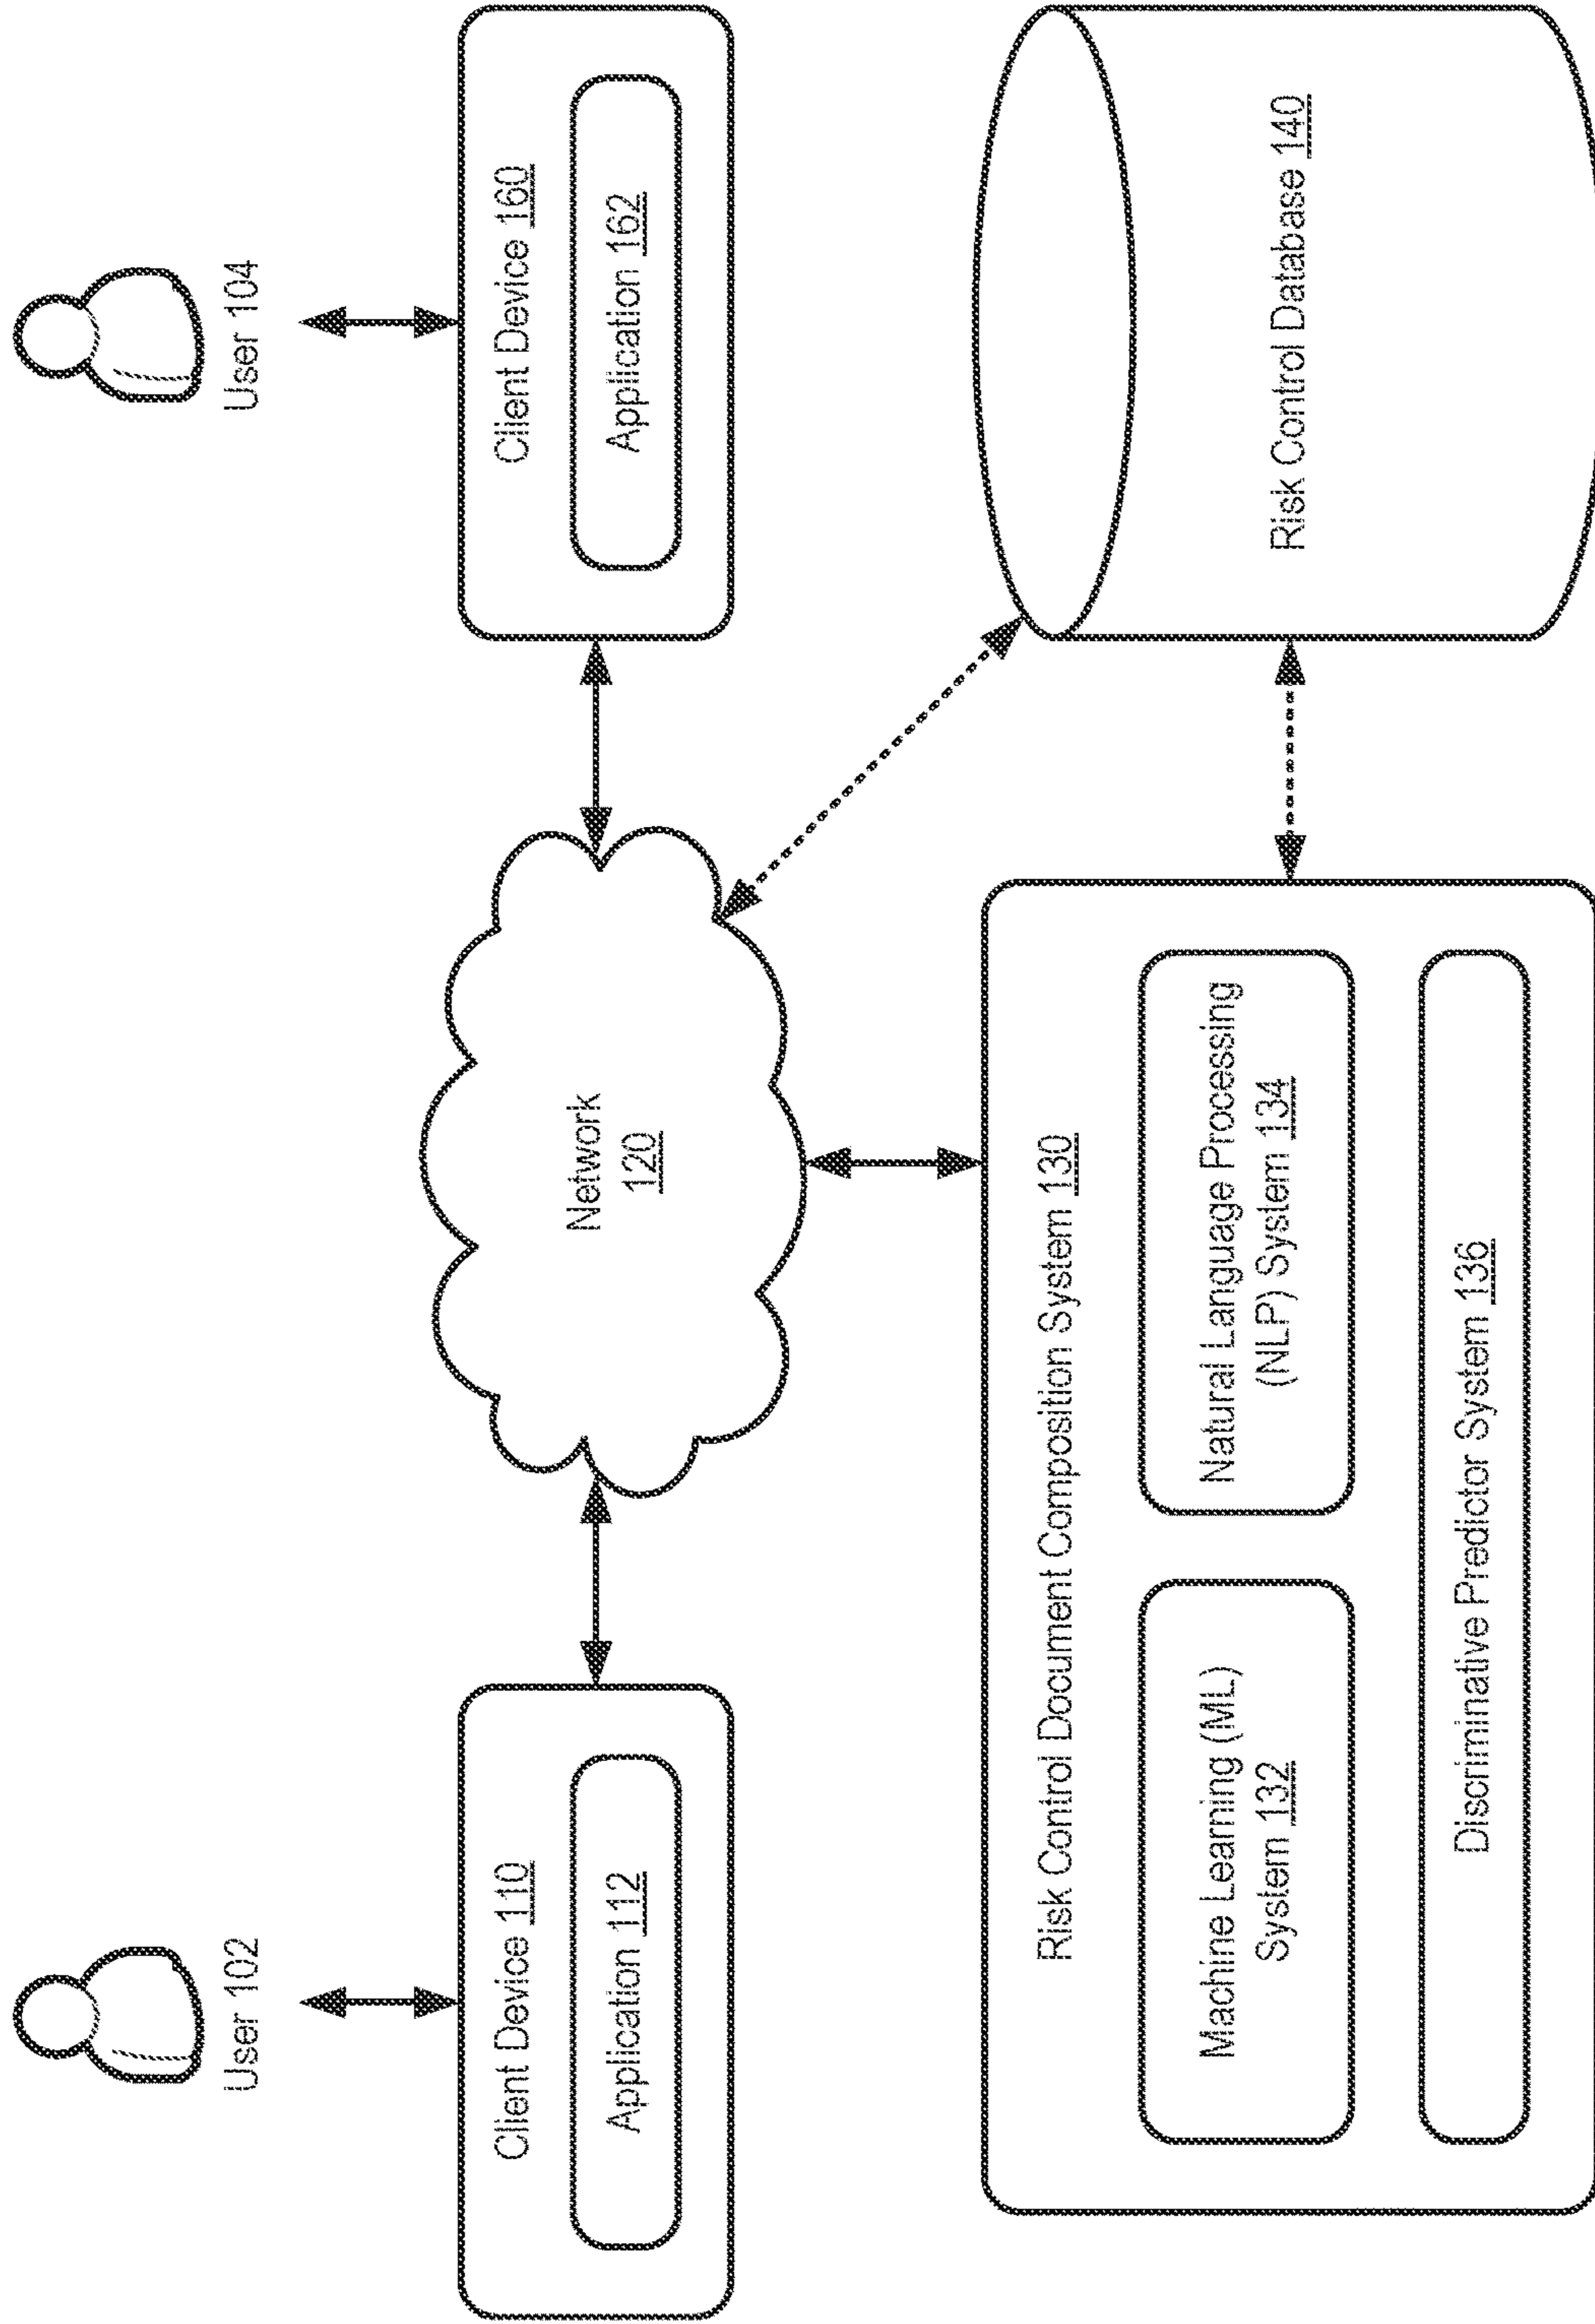 User 102
User 104
Client Device 110
Application 112
Network
120
Client Device 160
Application 162
Risk Control Document Composition System 130
Machine Learning (ML)
System 132
Natural Language Processing
(NLP) System 134
Discriminative Predictor System 136
Risk Control Database 140